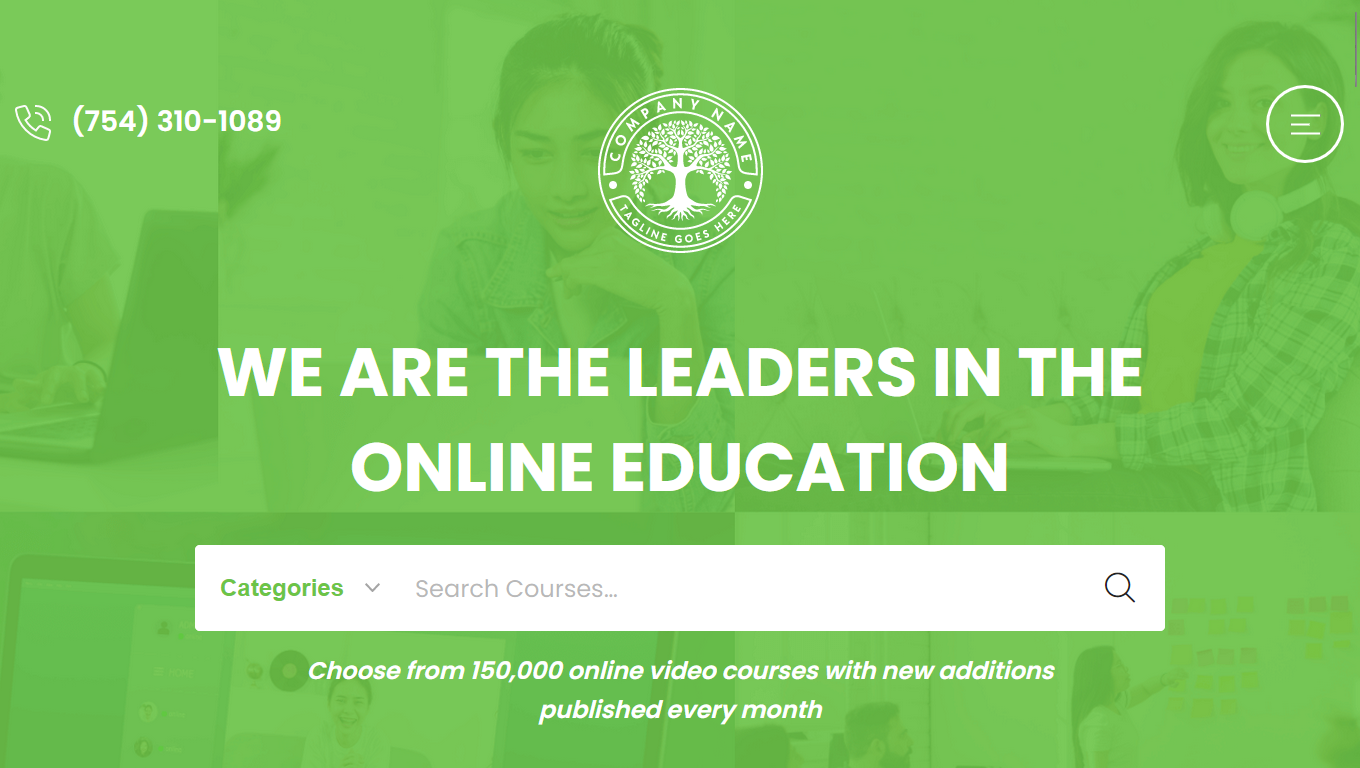 (754) 310-1089
COMPANY NAME
TAGLINE GOES HERE
WE ARE THE LEADERS IN THE
ONLINE EDUCATION
Categories
Search Courses...
Choose from 150,000 online video courses with new additions
published every month